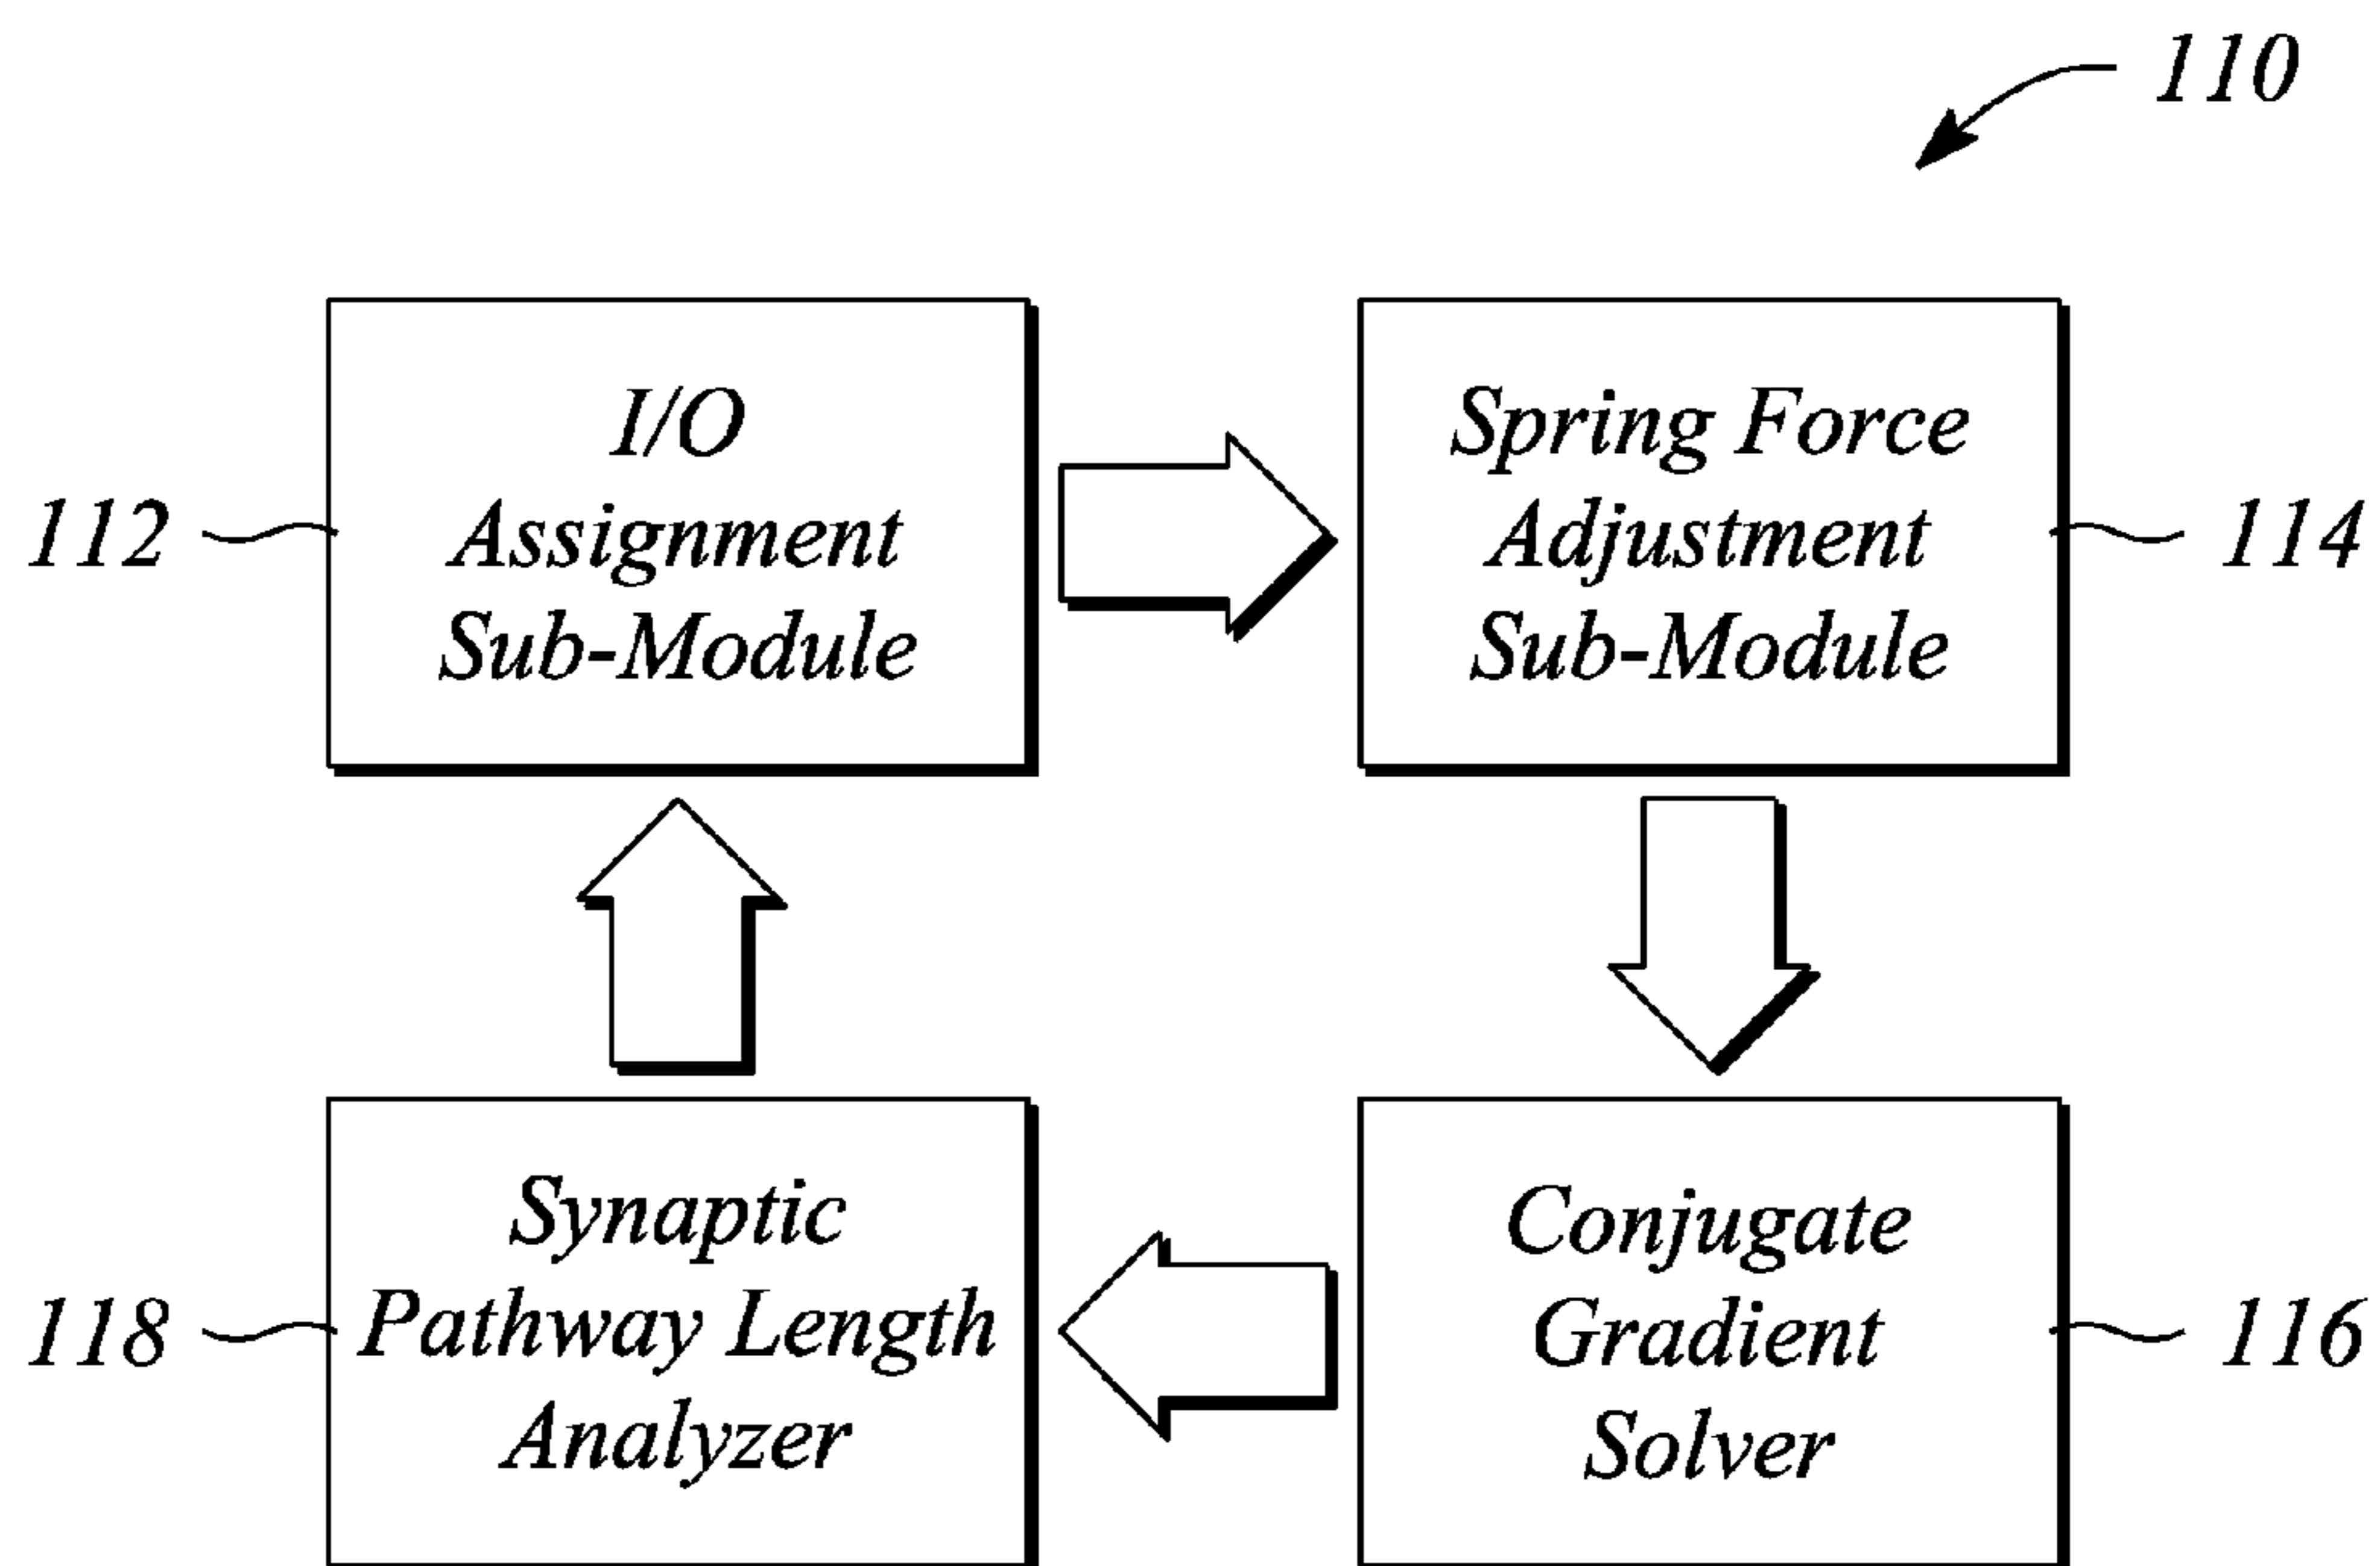 110
I/O
Assignment
Sub-Module
112
Spring Force
Adjustment
Sub-Module
114
Synaptic
Pathway Length
Analyzer
118
Conjugate
Gradient
Solver
116